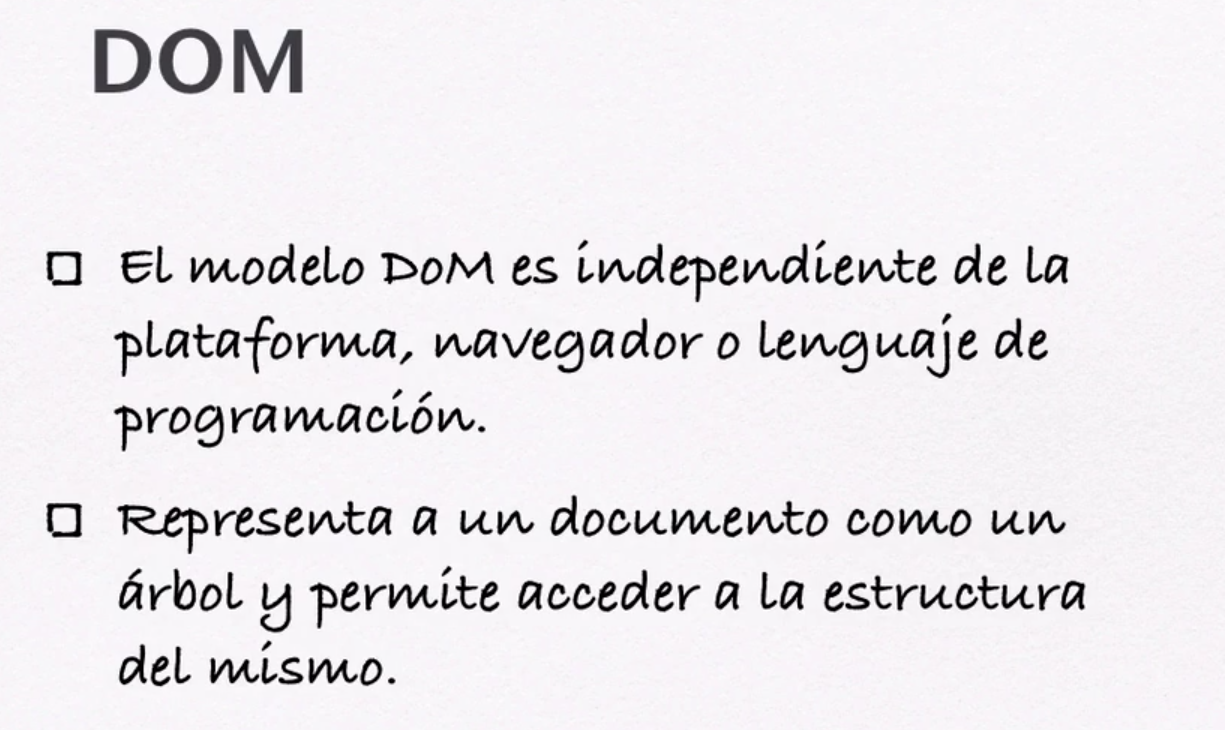 DOM
El modelo DOM es independiente de la
plataforma, navegador o lenguaje de
programación.
Representa a un documento como un
árbol y permite acceder a la estructura
del mismo.